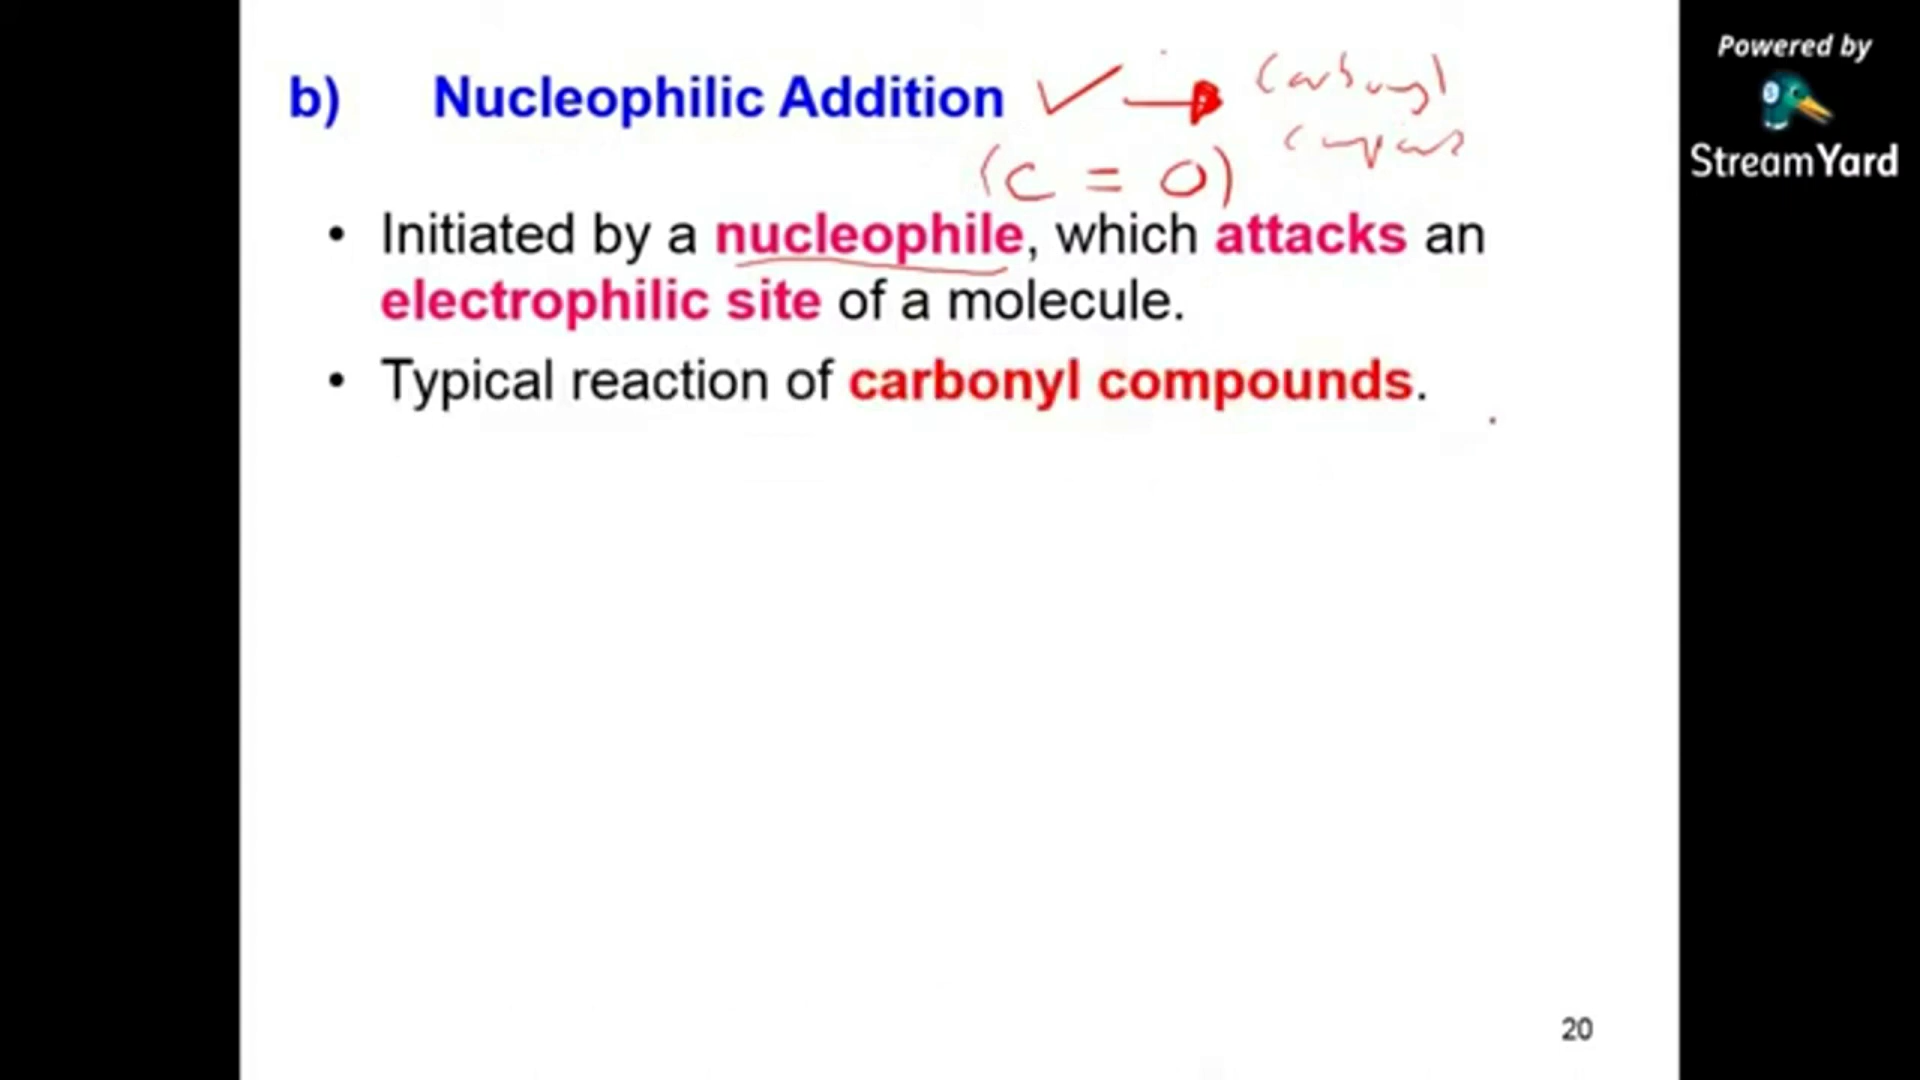 b) Nucleophilic Addition
Carbonyl
(C = O)
• Initiated by a nucleophile, which attacks an
electrophilic site of a molecule.
• Typical reaction of carbonyl compounds.
20
Powered by
StreamYard